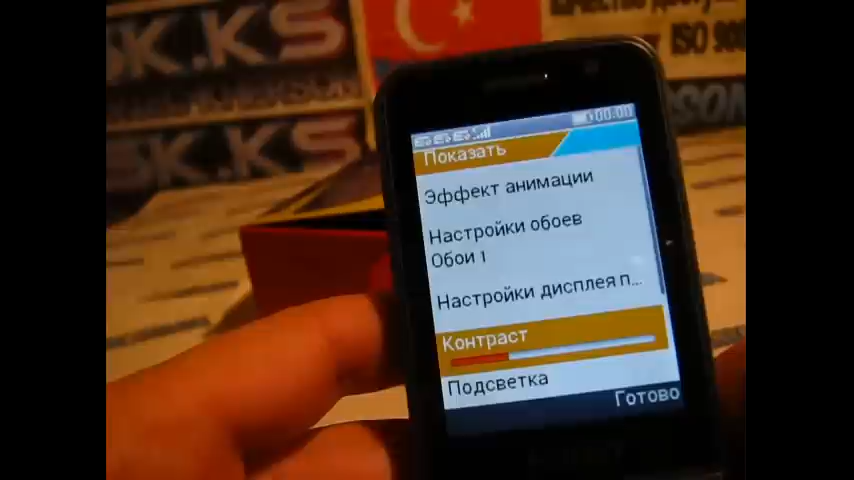 SK.KS
КАЧЕСТВО
ISO 900
SK.KS
00:00
Показать
Эффект анимации
Настройки обоев
Обои 1
Настройки дисплея п...
Контраст
Подсветка
Готово